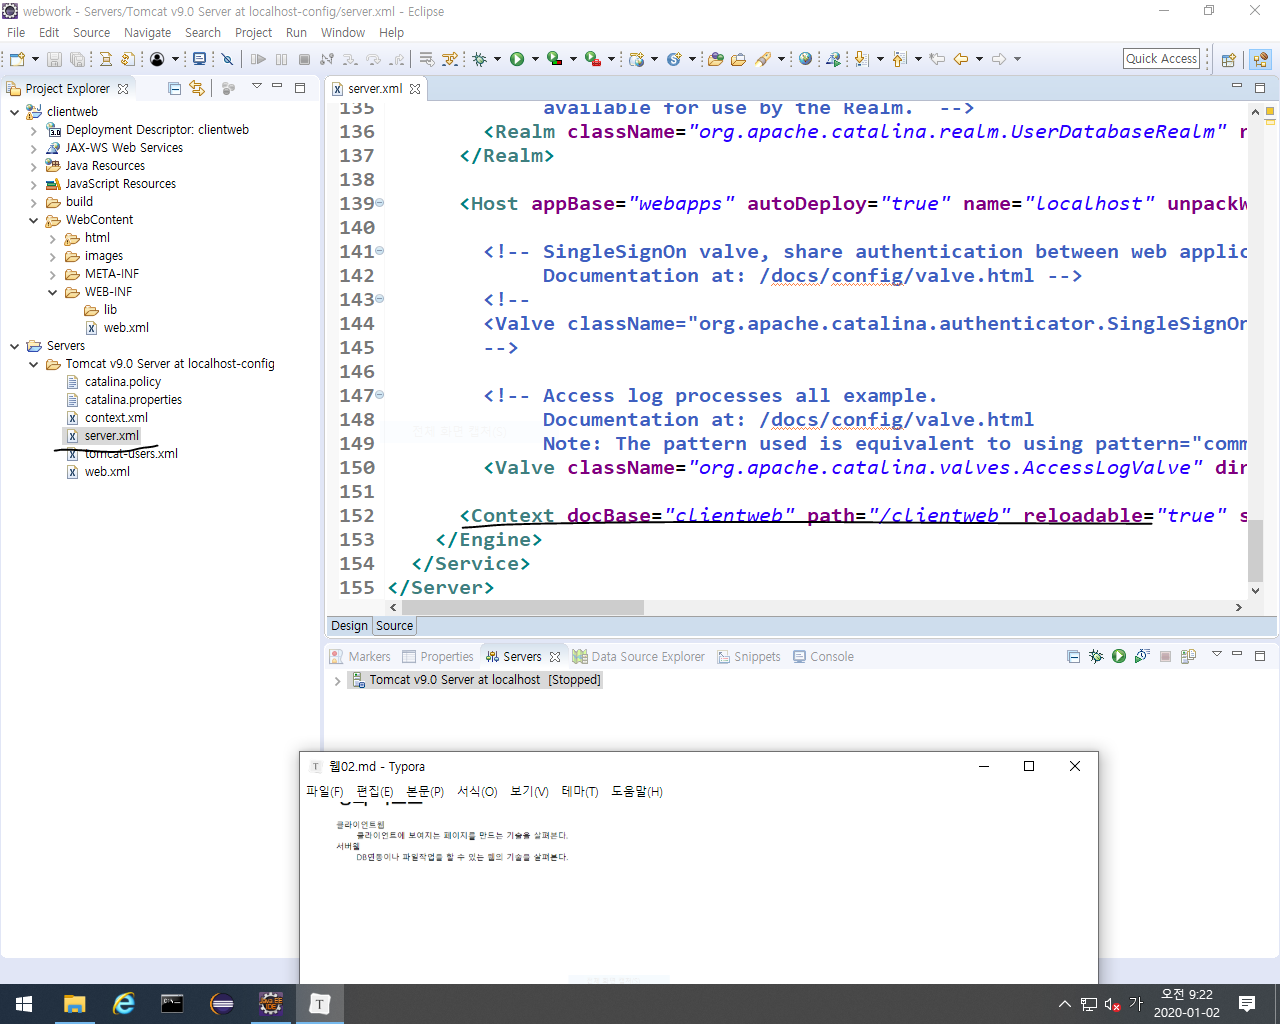 webwork - Servers/Tomcat v9.0 Server at localhost-config/server.xml - Eclipse
File Edit Source Navigate Search Project Run Window Help
Quick Access
Project Explorer
clientweb
Deployment Descriptor: clientweb
JAX-WS Web Services
Java Resources
JavaScript Resources
build
WebContent
html
images
META-INF
WEB-INF
lib
web.xml
Servers
Tomcat v9.0 Server at localhost-config
catalina.policy
catalina.properties
context.xml
server.xml
tomcat-users.xml
web.xml
server.xml
135 available for use by the Realm. -->
136 <Realm className="org.apache.catalina.realm.UserDatabaseRealm" r
137 </Realm>
138
139 <Host appBase="webapps" autoDeploy="true" name="localhost" unpackW
140
141 <!-- SingleSignOn valve, share authentication between web applic
142 Documentation at: /docs/config/valve.html -->
143 <!--
144 <Valve className="org.apache.catalina.authenticator.SingleSignOn
145 -->
146
147 <!-- Access log processes all example.
148 Documentation at: /docs/config/valve.html
149 Note: The pattern used is equivalent to using pattern="comm
150 <Valve className="org.apache.catalina.valves.AccessLogValve" dir
151
152 <Context docBase="clientweb" path="/clientweb" reloadable="true" s
153 </Engine>
154 </Service>
155 </Server>
Design Source
Markers Properties Servers Data Source Explorer Snippets Console
Tomcat v9.0 Server at localhost [Stopped]
웹02.md - Typora
파일(F) 편집(E) 본문(P) 서식(O) 보기(V) 테마(T) 도움말(H)
클라이언트웹
클라이언트에 보여지는 페이지를 만드는 기술을 살펴본다.
서버웹
DB연동이나 파일작업을 할 수 있는 웹의 기술을 살펴본다.
가
오전 9:22
2020-01-02